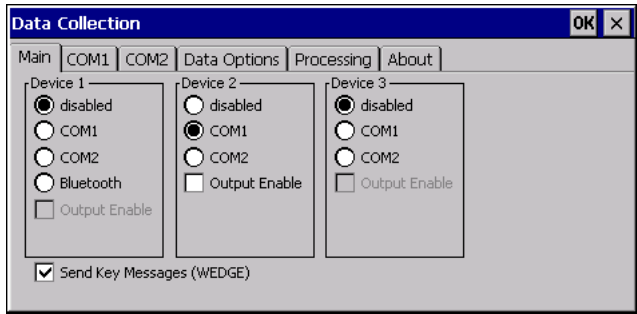 Data Collection OK
Main COM1 COM2 Data Options Processing About
Device 1
disabled
COM1
COM2
Bluetooth
Output Enable
Device 2
disabled
COM1
COM2
Output Enable
Device 3
disabled
COM1
COM2
Output Enable
Send Key Messages (WEDGE)